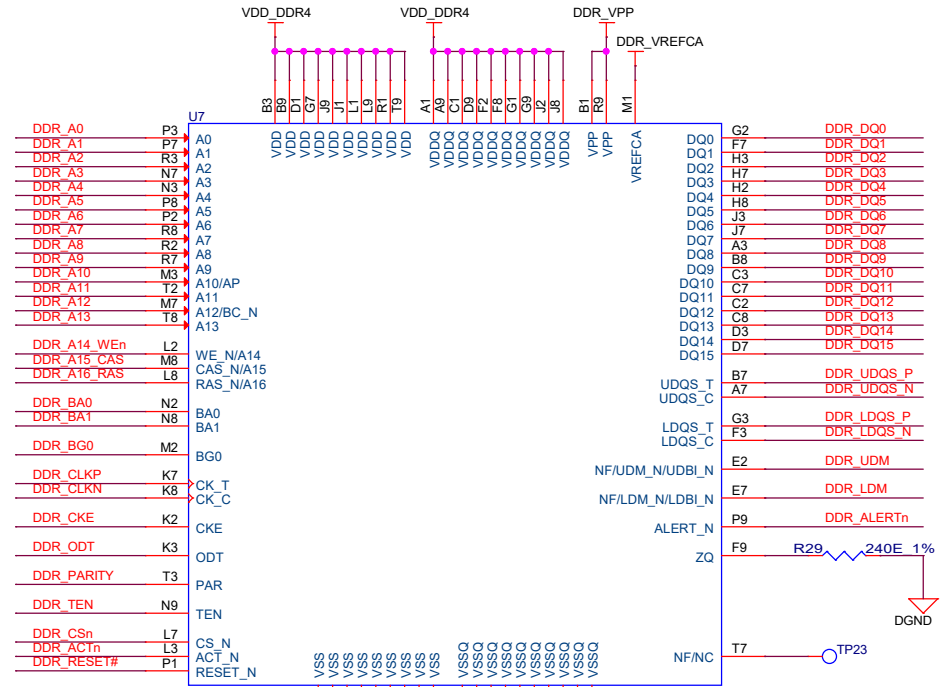 VDD_DDR4 VDD_DDR4 DDR_VPP
DDR_VREFCA
B3 B9 D1 G7 J9 J1 L1 L9 R1 T9 A1 A9 C1 D9 F2 F8 G1 G9 J2 J8 B1 R9 M1
U7
VDD VDD VDD VDD VDD VDD VDD VDD VDD VDD VDDQ VDDQ VDDQ VDDQ VDDQ VDDQ VDDQ VDDQ VDDQ VDDQ VPP VPP VREFCA
DDR_A0 P3 A0 DQ0 G2 DDR_DQ0
DDR_A1 P7 A1 DQ1 F7 DDR_DQ1
DDR_A2 R3 A2 DQ2 H3 DDR_DQ2
DDR_A3 N7 A3 DQ3 H7 DDR_DQ3
DDR_A4 N3 A4 DQ4 H2 DDR_DQ4
DDR_A5 P8 A5 DQ5 H8 DDR_DQ5
DDR_A6 P2 A6 DQ6 J3 DDR_DQ6
DDR_A7 R8 A7 DQ7 J7 DDR_DQ7
DDR_A8 R2 A8 DQ8 A3 DDR_DQ8
DDR_A9 R7 A9 DQ9 B8 DDR_DQ9
DDR_A10 M3 A10/AP DQ10 C3 DDR_DQ10
DDR_A11 T2 A11 DQ11 C7 DDR_DQ11
DDR_A12 M7 A12/BC_N DQ12 C2 DDR_DQ12
DDR_A13 T8 A13 DQ13 C8 DDR_DQ13
DQ14 D3 DDR_DQ14
DDR_A14_WEn L2 WE_N/A14 DQ15 D7 DDR_DQ15
DDR_A15_CAS M8 CAS_N/A15
DDR_A16_RAS L8 RAS_N/A16 UDQS_T B7 DDR_UDQS_P
UDQS_C A7 DDR_UDQS_N
DDR_BA0 N2 BA0
DDR_BA1 N8 BA1 LDQS_T G3 DDR_LDQS_P
LDQS_C F3 DDR_LDQS_N
DDR_BG0 M2 BG0
NF/UDM_N/UDBI_N E2 DDR_UDM
DDR_CLKP K7 CK_T
DDR_CLKN K8 CK_C NF/LDM_N/LDBI_N E7 DDR_LDM
DDR_CKE K2 CKE ALERT_N P9 DDR_ALERTn
DDR_ODT K3 ODT ZQ F9 R29 240E_1%
DDR_PARITY T3 PAR
DDR_TEN N9 TEN
DGND
DDR_CSn L7 CS_N
DDR_ACTn L3 ACT_N NF/NC T7 TP23
DDR_RESET# P1 RESET_N
VSS VSS VSS VSS VSS VSS VSS VSS VSS VSSQ VSSQ VSSQ VSSQ VSSQ VSSQ VSSQ VSSQ VSSQ VSSQ